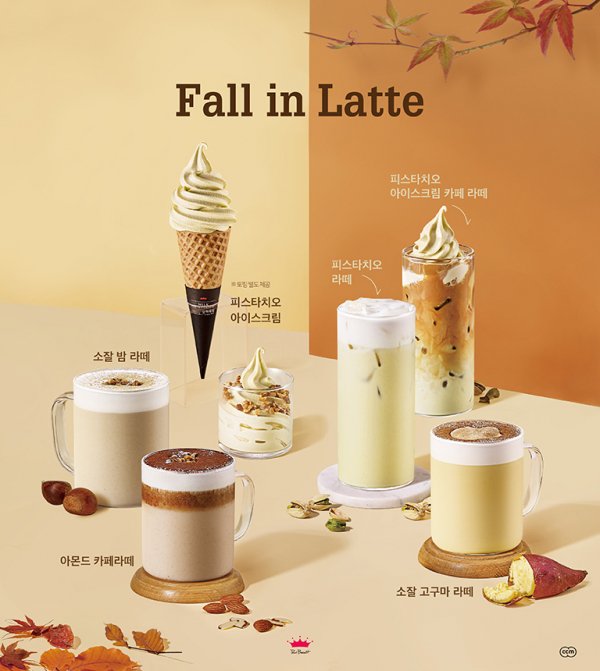 Fall in Latte
피스타치오
아이스크림 카페 라떼
피스타치오
라떼
※ 토핑 별도 제공
피스타치오
아이스크림
소잘 밤 라떼
아몬드 카페라떼
소잘 고구마 라떼
ccm